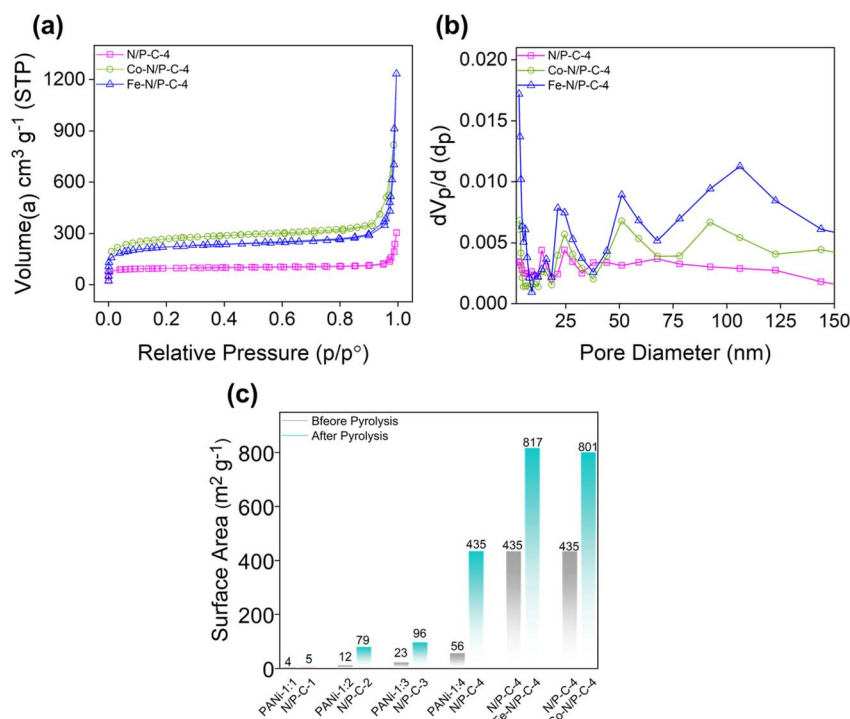 (a)
N/P-C-4
Co-N/P-C-4
Fe-N/P-C-4
1200
900
600
300
0
Volume(a) cm³ g⁻¹ (STP)
0.0 0.2 0.4 0.6 0.8 1.0
Relative Pressure (p/p°)
(b)
N/P-C-4
Co-N/P-C-4
Fe-N/P-C-4
0.020
0.015
0.010
0.005
0.000
dVp/d (dp)
25 50 75 100 125 150
Pore Diameter (nm)
(c)
Bfeore Pyrolysis
After Pyrolysis
800
600
400
200
0
Surface Area (m² g⁻¹)
4 5 12 79 23 96 56 435 435 817 435 801
PANi-1:1
N/P-C-1
PANi-1:2
N/P-C-2
PANi-1:3
N/P-C-3
PANi-1:4
N/P-C-4
N/P-C-4
Fe-N/P-C-4
N/P-C-4
Co-N/P-C-4